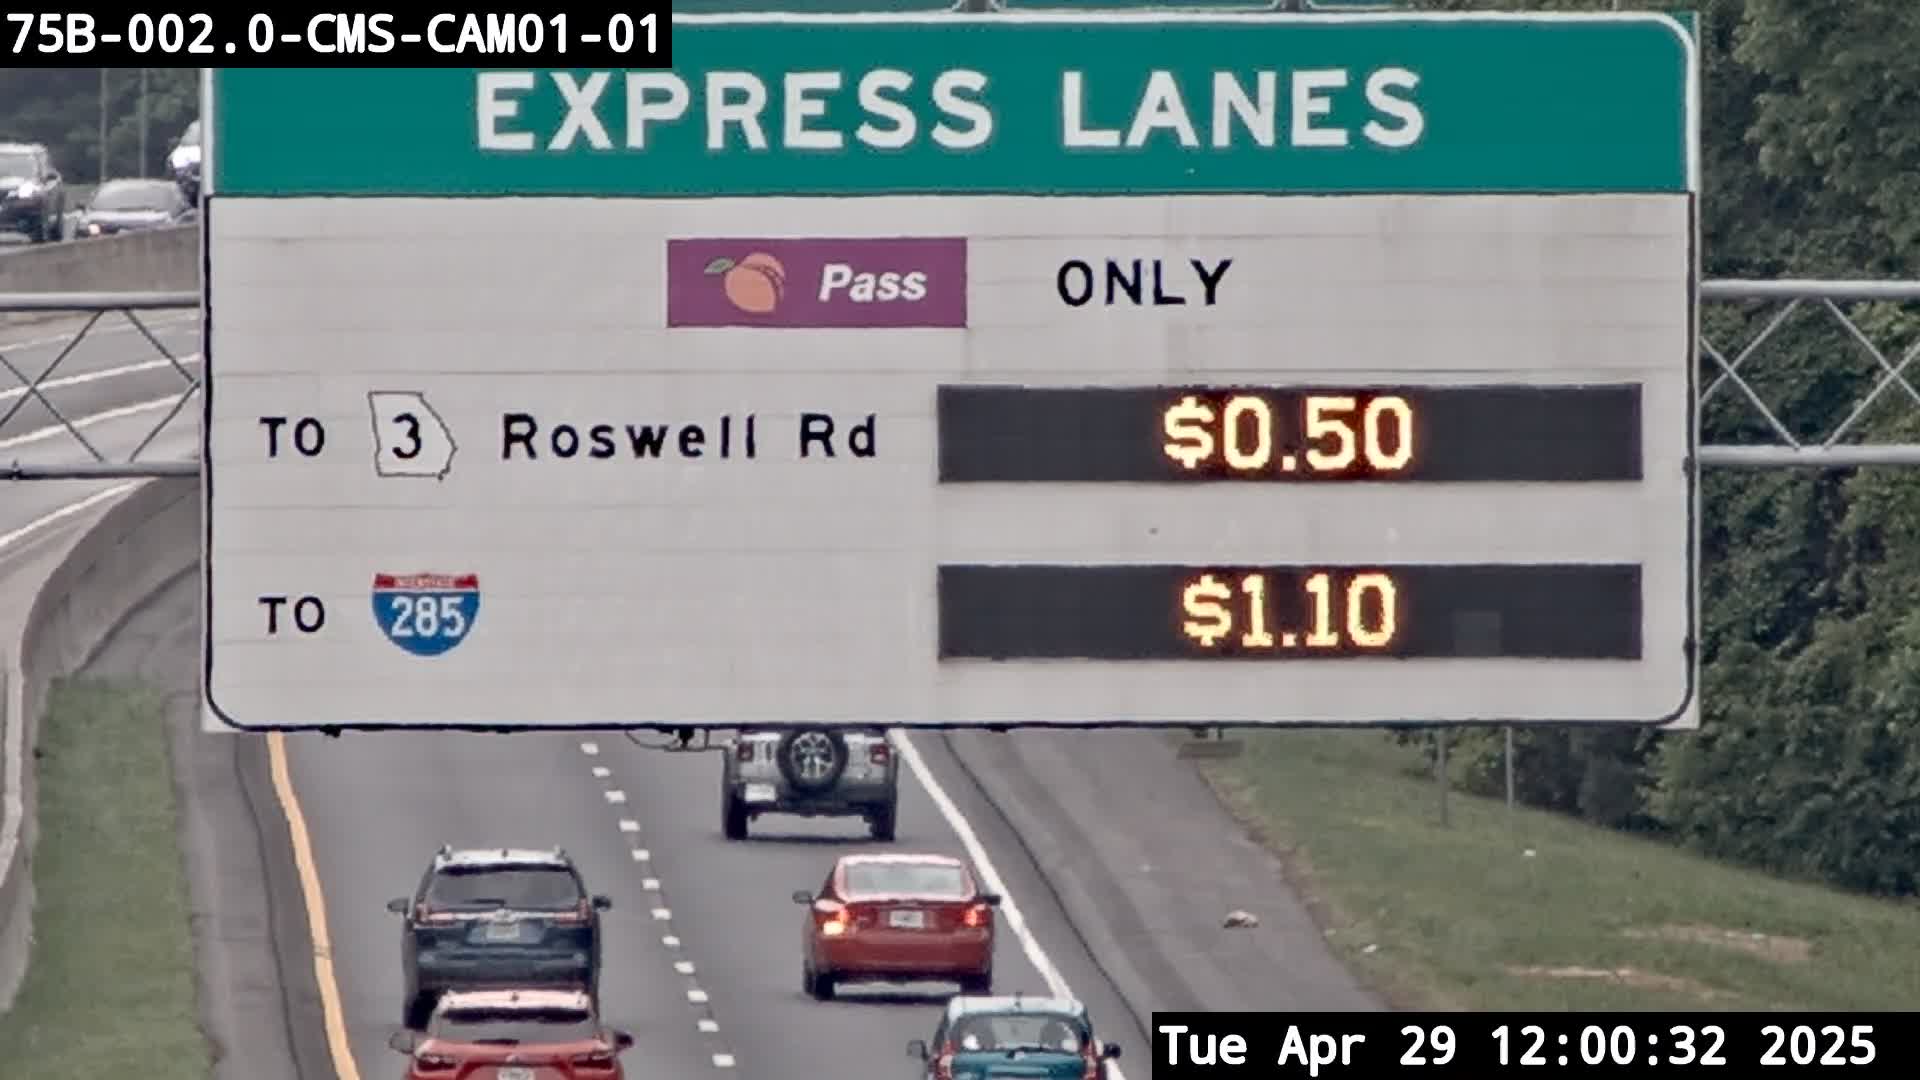 75B-002.0-CMS-CAM01-01
EXPRESS LANES
Pass ONLY
TO 3 Roswell Rd $0.50
TO 285 $1.10
Tue Apr 29 12:00:32 2025